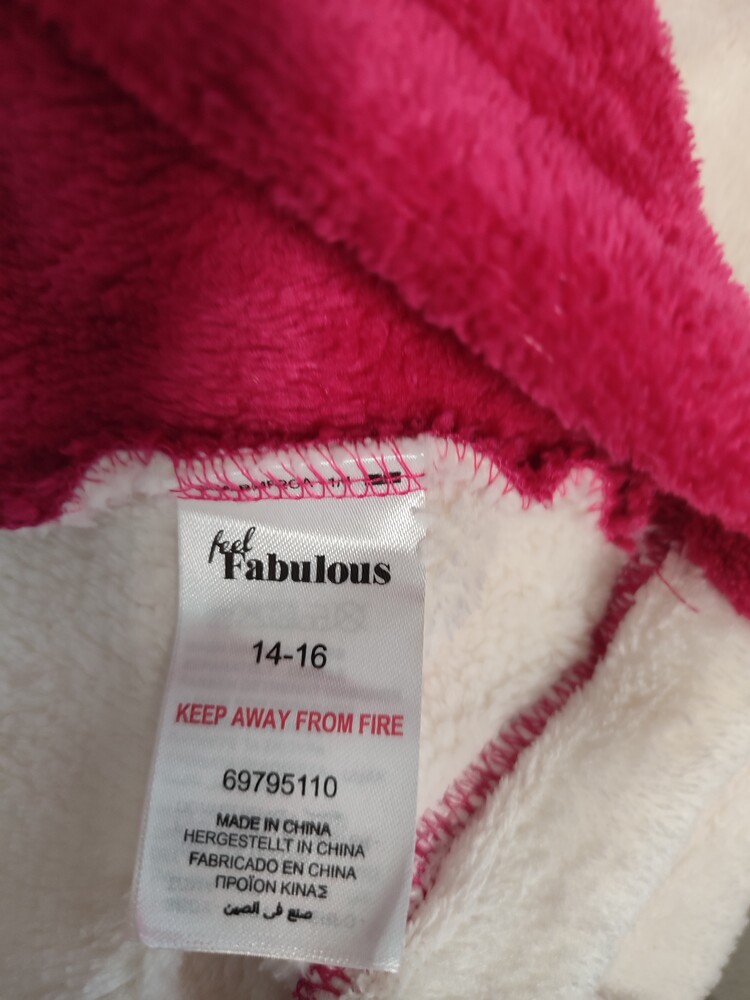 feel
Fabulous
14-16
KEEP AWAY FROM FIRE
69795110
MADE IN CHINA
HERGESTELLT IN CHINA
FABRICADO EN CHINA
ΠΡΟΪΟΝ ΚΙΝΑΣ
صنع في الصين